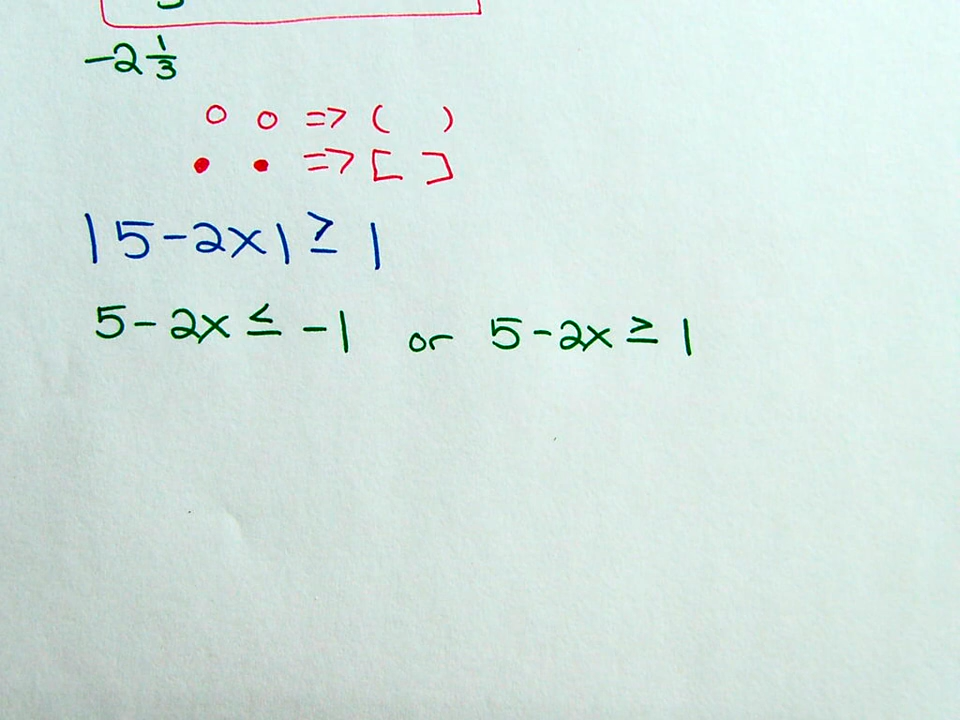 -2 1/3
o o => ( )
• • => [ ]
|5-2x| ≥ 1
5-2x ≤ -1 or 5-2x ≥ 1